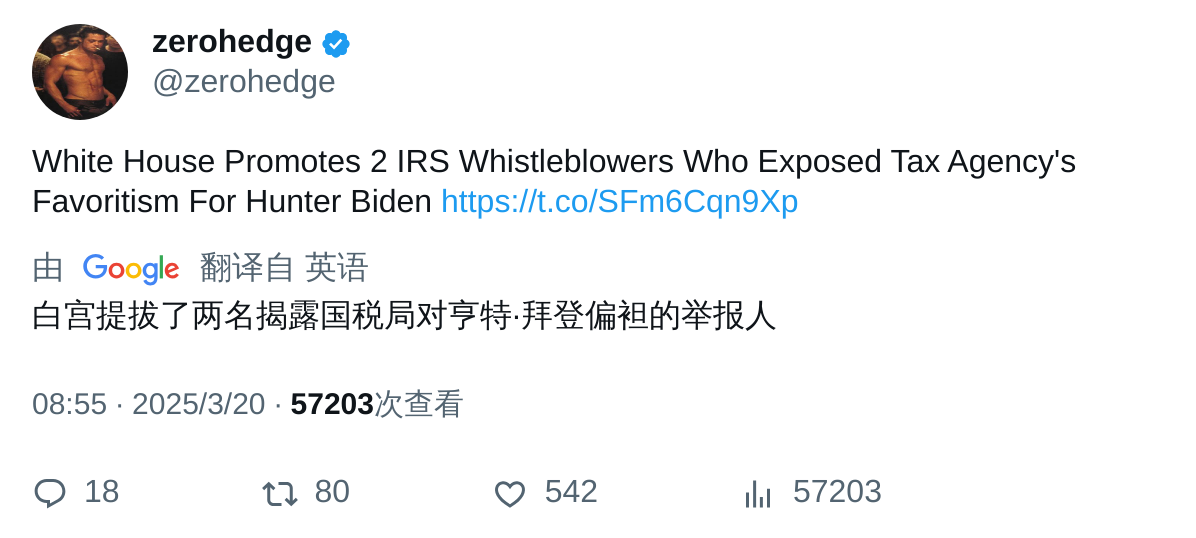 zerohedge
@zerohedge
White House Promotes 2 IRS Whistleblowers Who Exposed Tax Agency's
Favoritism For Hunter Biden https://t.co/SFm6Cqn9Xp
由 Google 翻译自 英语
白宫提拔了两名揭露国税局对亨特·拜登偏袒的举报人
08:55 · 2025/3/20 · 57203次查看
18 80 542 57203